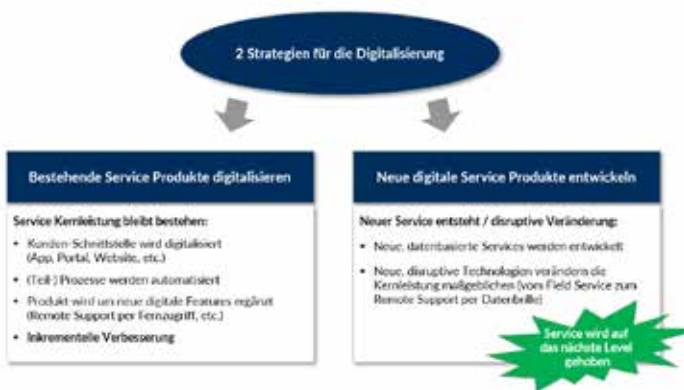 2 Strategien für die Digitalisierung
Bestehende Service Produkte digitalisieren
Service Kernleistung bleibt bestehen:
• Kunden-Schnittstelle wird digitalisiert
(App, Portal, Website, etc.)
• (Teil-) Prozesse werden automatisiert
• Produkt wird um neue digitale Features ergänzt
(Remote Support per Fernzugriff, etc.)
• Inkrementelle Verbesserung
Neue digitale Service Produkte entwickeln
Neuer Service entsteht / disruptive Veränderung:
• Neue, datenbasierte Services werden entwickelt
• Neue, disruptive Technologien verändern die
Kernleistung maßgeblichen (vom Field Service zum
Remote Support per Datenbrille)
Service wird auf
das nächste Level
gehoben